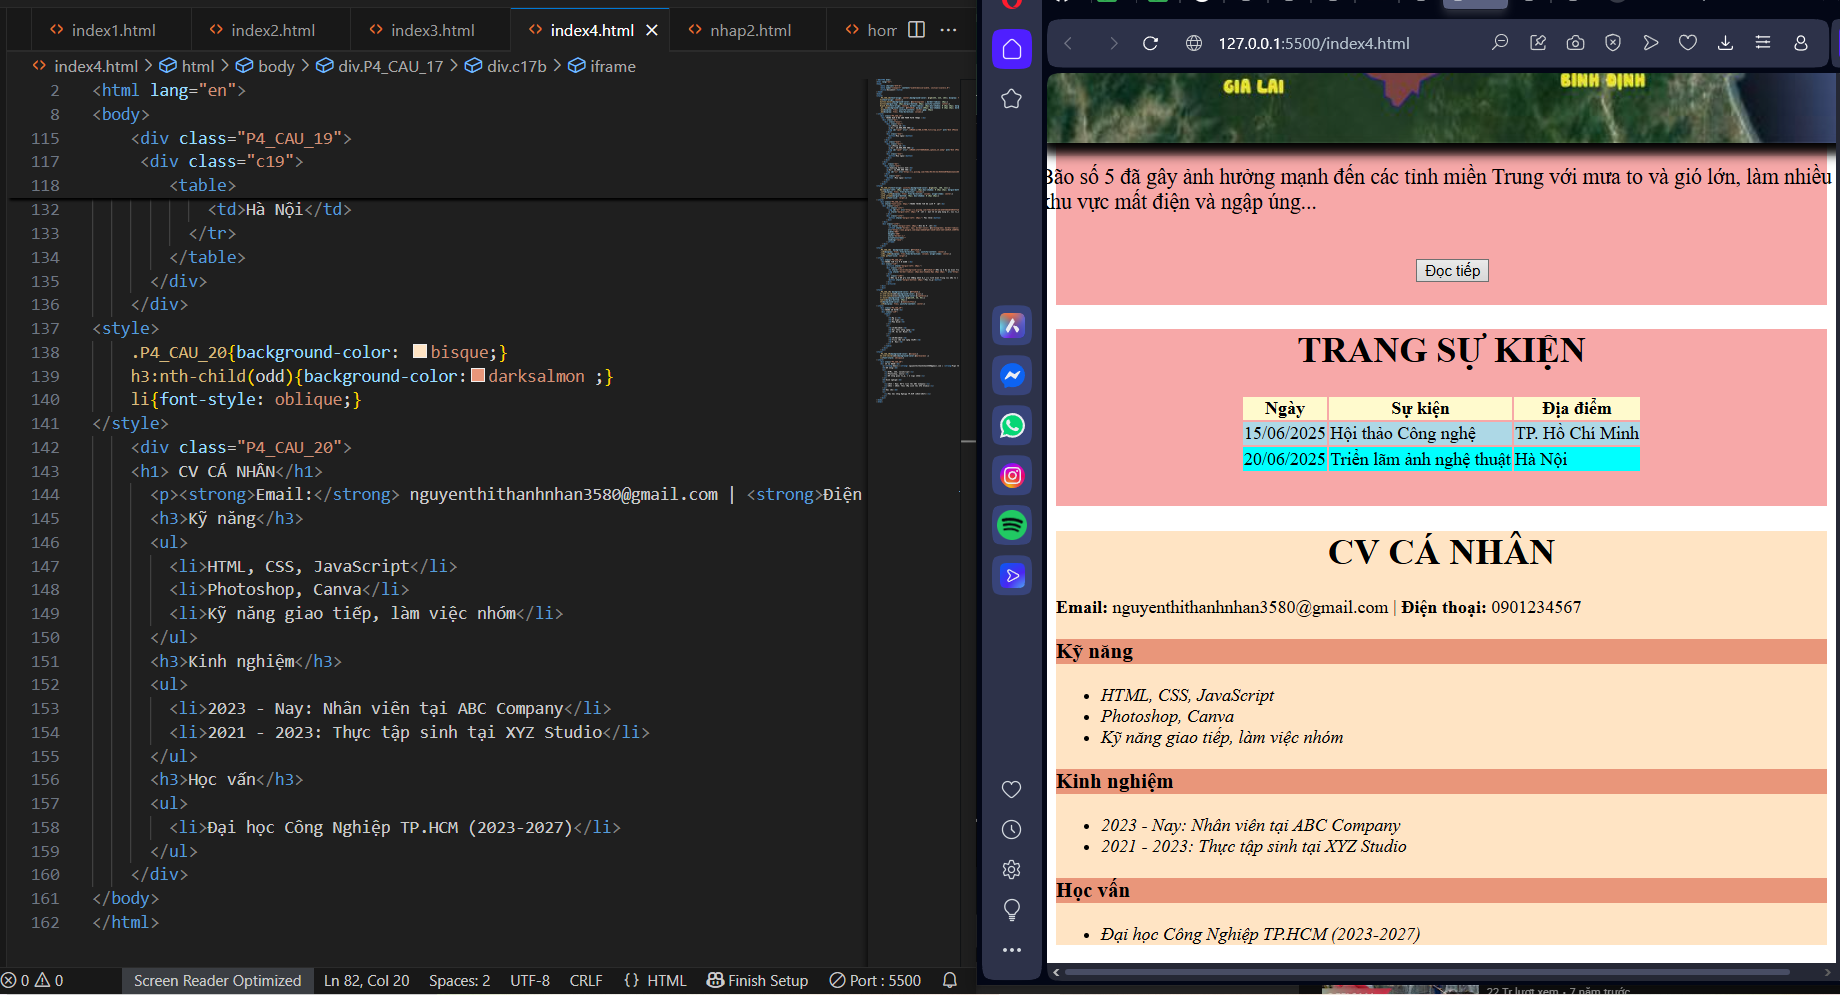 index1.html
index2.html
index3.html
index4.html
nhap2.html
hom
index4.html > html > body > div.P4_CAU_17 > div.c17b > iframe
2 <html lang="en">
8 <body>
115 <div class="P4_CAU_19">
117 <div class="c19">
118 <table>
132 <td>Hà Nội</td>
133 </tr>
134 </table>
135 </div>
136 </div>
137 <style>
138 .P4_CAU_20{background-color: bisque;}
139 h3:nth-child(odd){background-color: darksalmon ;}
140 li{font-style: oblique;}
141 </style>
142 <div class="P4_CAU_20">
143 <h1> CV CÁ NHÂN</h1>
144 <p><strong>Email:</strong> nguyenthithanhnhan3580@gmail.com | <strong>Điện
145 <h3>Kỹ năng</h3>
146 <ul>
147 <li>HTML, CSS, JavaScript</li>
148 <li>Photoshop, Canva</li>
149 <li>Kỹ năng giao tiếp, làm việc nhóm</li>
150 </ul>
151 <h3>Kinh nghiệm</h3>
152 <ul>
153 <li>2023 - Nay: Nhân viên tại ABC Company</li>
154 <li>2021 - 2023: Thực tập sinh tại XYZ Studio</li>
155 </ul>
156 <h3>Học vấn</h3>
157 <ul>
158 <li>Đại học Công Nghiệp TP.HCM (2023-2027)</li>
159 </ul>
160 </div>
161 </body>
162 </html>
0 0 Screen Reader Optimized Ln 82, Col 20 Spaces: 2 UTF-8 CRLF {} HTML Finish Setup Port : 5500
127.0.0.1:5500/index4.html
GIA LAI
BÌNH ĐỊNH
Bão số 5 đã gây ảnh hưởng mạnh đến các tỉnh miền Trung với mưa to và gió lớn, làm nhiều
khu vực mất điện và ngập úng...
Đọc tiếp
TRANG SỰ KIỆN
Ngày Sự kiện Địa điểm
15/06/2025 Hội thảo Công nghệ TP. Hồ Chí Minh
20/06/2025 Triển lãm ảnh nghệ thuật Hà Nội
CV CÁ NHÂN
Email: nguyenthithanhnhan3580@gmail.com | Điện thoại: 0901234567
Kỹ năng
• HTML, CSS, JavaScript
• Photoshop, Canva
• Kỹ năng giao tiếp, làm việc nhóm
Kinh nghiệm
• 2023 - Nay: Nhân viên tại ABC Company
• 2021 - 2023: Thực tập sinh tại XYZ Studio
Học vấn
• Đại học Công Nghiệp TP.HCM (2023-2027)
22 Tr lượt xem • 7 năm trước